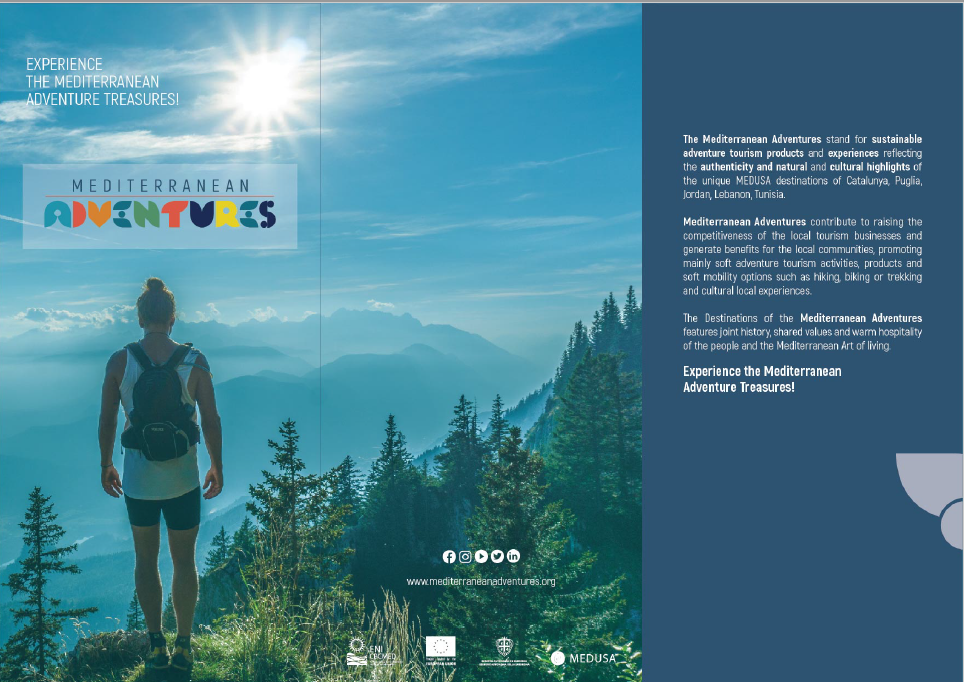 EXPERIENCE
THE MEDITERRANEAN
ADVENTURE TREASURES!
MEDITERRANEAN
ADVENTURES
www.mediterraneanadventures.org
ENI
CBCMED
EUROPEAN UNION
MEDUSA
The Mediterranean Adventures stand for sustainable
adventure tourism products and experiences reflecting
the authenticity and natural and cultural highlights of
the unique MEDUSA destinations of Catalunya, Puglia,
Jordan, Lebanon, Tunisia.
Mediterranean Adventures contribute to raising the
competitiveness of the local tourism businesses and
generate benefits for the local communities, promoting
mainly soft adventure tourism activities, products and
soft mobility options such as hiking, biking or trekking
and cultural local experiences.
The Destinations of the Mediterranean Adventures
features joint history, shared values and warm hospitality
of the people and the Mediterranean Art of living.
Experience the Mediterranean
Adventure Treasures!